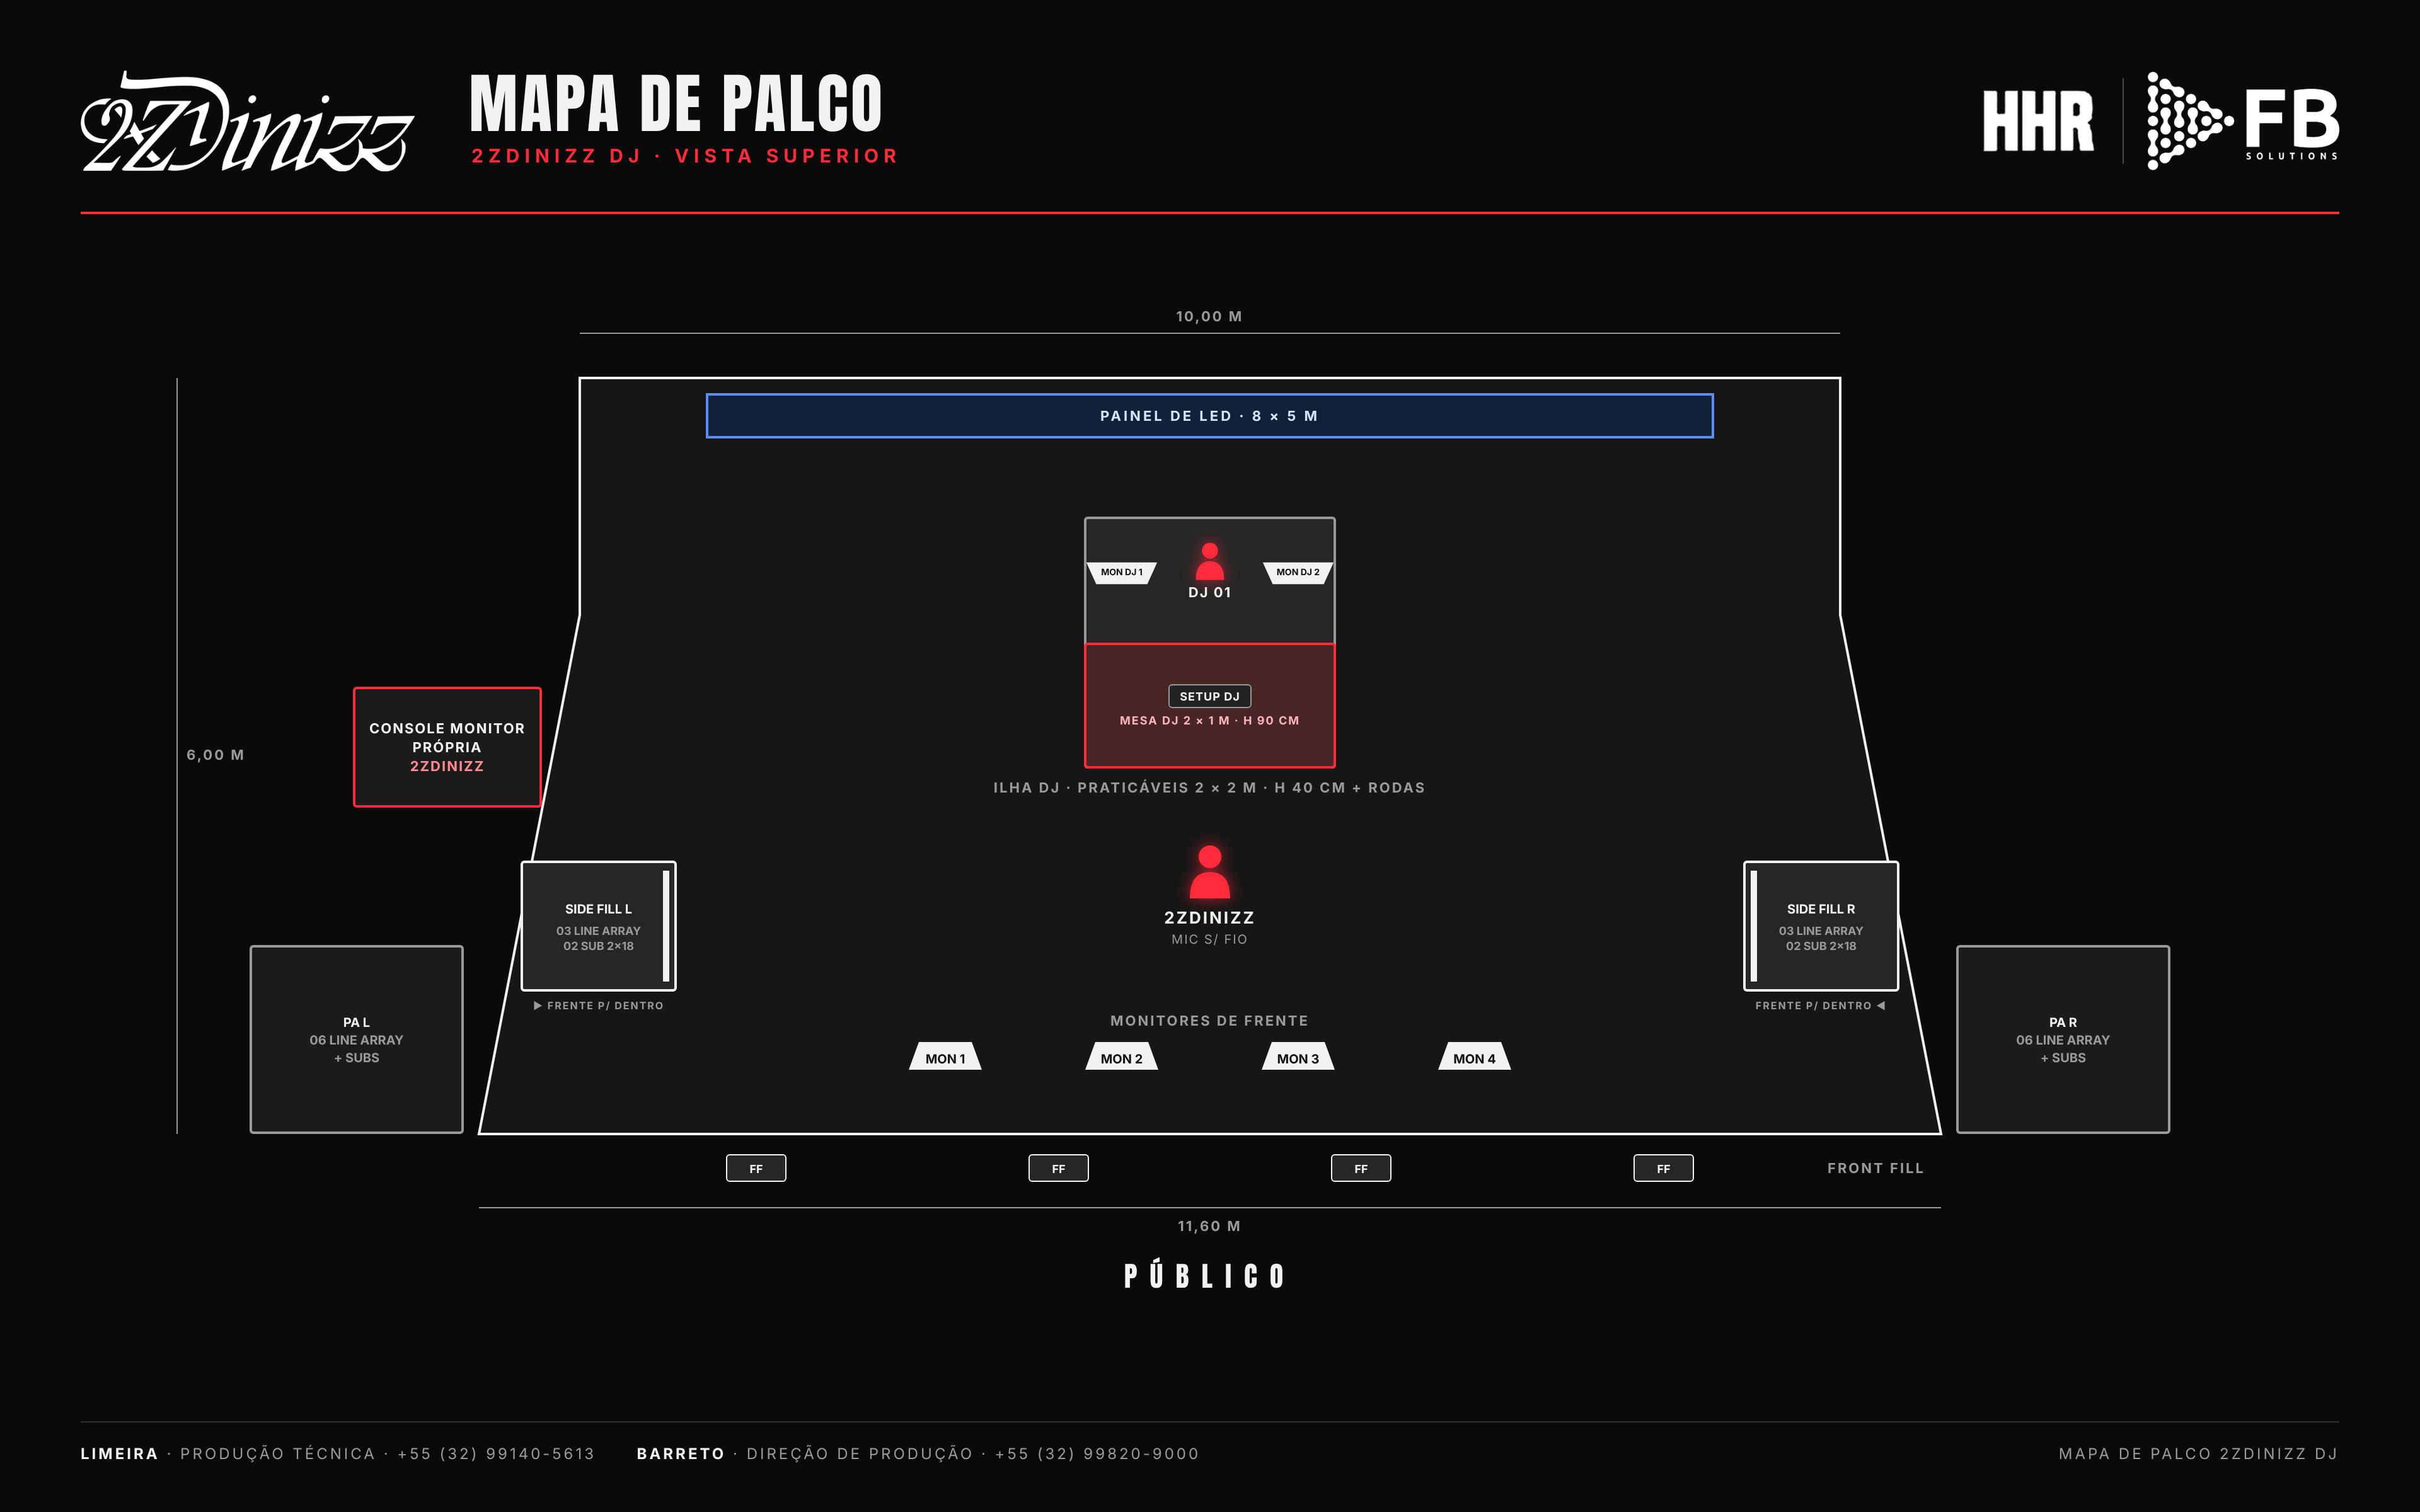 2ZDinizz
MAPA DE PALCO
2ZDINIZZ DJ · VISTA SUPERIOR
HHR
FB
SOLUTIONS
10,00 M
PAINEL DE LED · 8 × 5 M
MON DJ 1
MON DJ 2
DJ 01
SETUP DJ
MESA DJ 2 × 1 M · H 90 CM
ILHA DJ · PRATICÁVEIS 2 × 2 M · H 40 CM + RODAS
6,00 M
CONSOLE MONITOR
PRÓPRIA
2ZDINIZZ
2ZDINIZZ
MIC S/ FIO
SIDE FILL L
03 LINE ARRAY
02 SUB 2×18
▶ FRENTE P/ DENTRO
SIDE FILL R
03 LINE ARRAY
02 SUB 2×18
FRENTE P/ DENTRO ◀
PA L
06 LINE ARRAY
+ SUBS
MONITORES DE FRENTE
MON 1
MON 2
MON 3
MON 4
PA R
06 LINE ARRAY
+ SUBS
FF
FF
FF
FF
FRONT FILL
11,60 M
PÚBLICO
LIMEIRA · PRODUÇÃO TÉCNICA · +55 (32) 99140-5613
BARRETO · DIREÇÃO DE PRODUÇÃO · +55 (32) 99820-9000
MAPA DE PALCO 2ZDINIZZ DJ